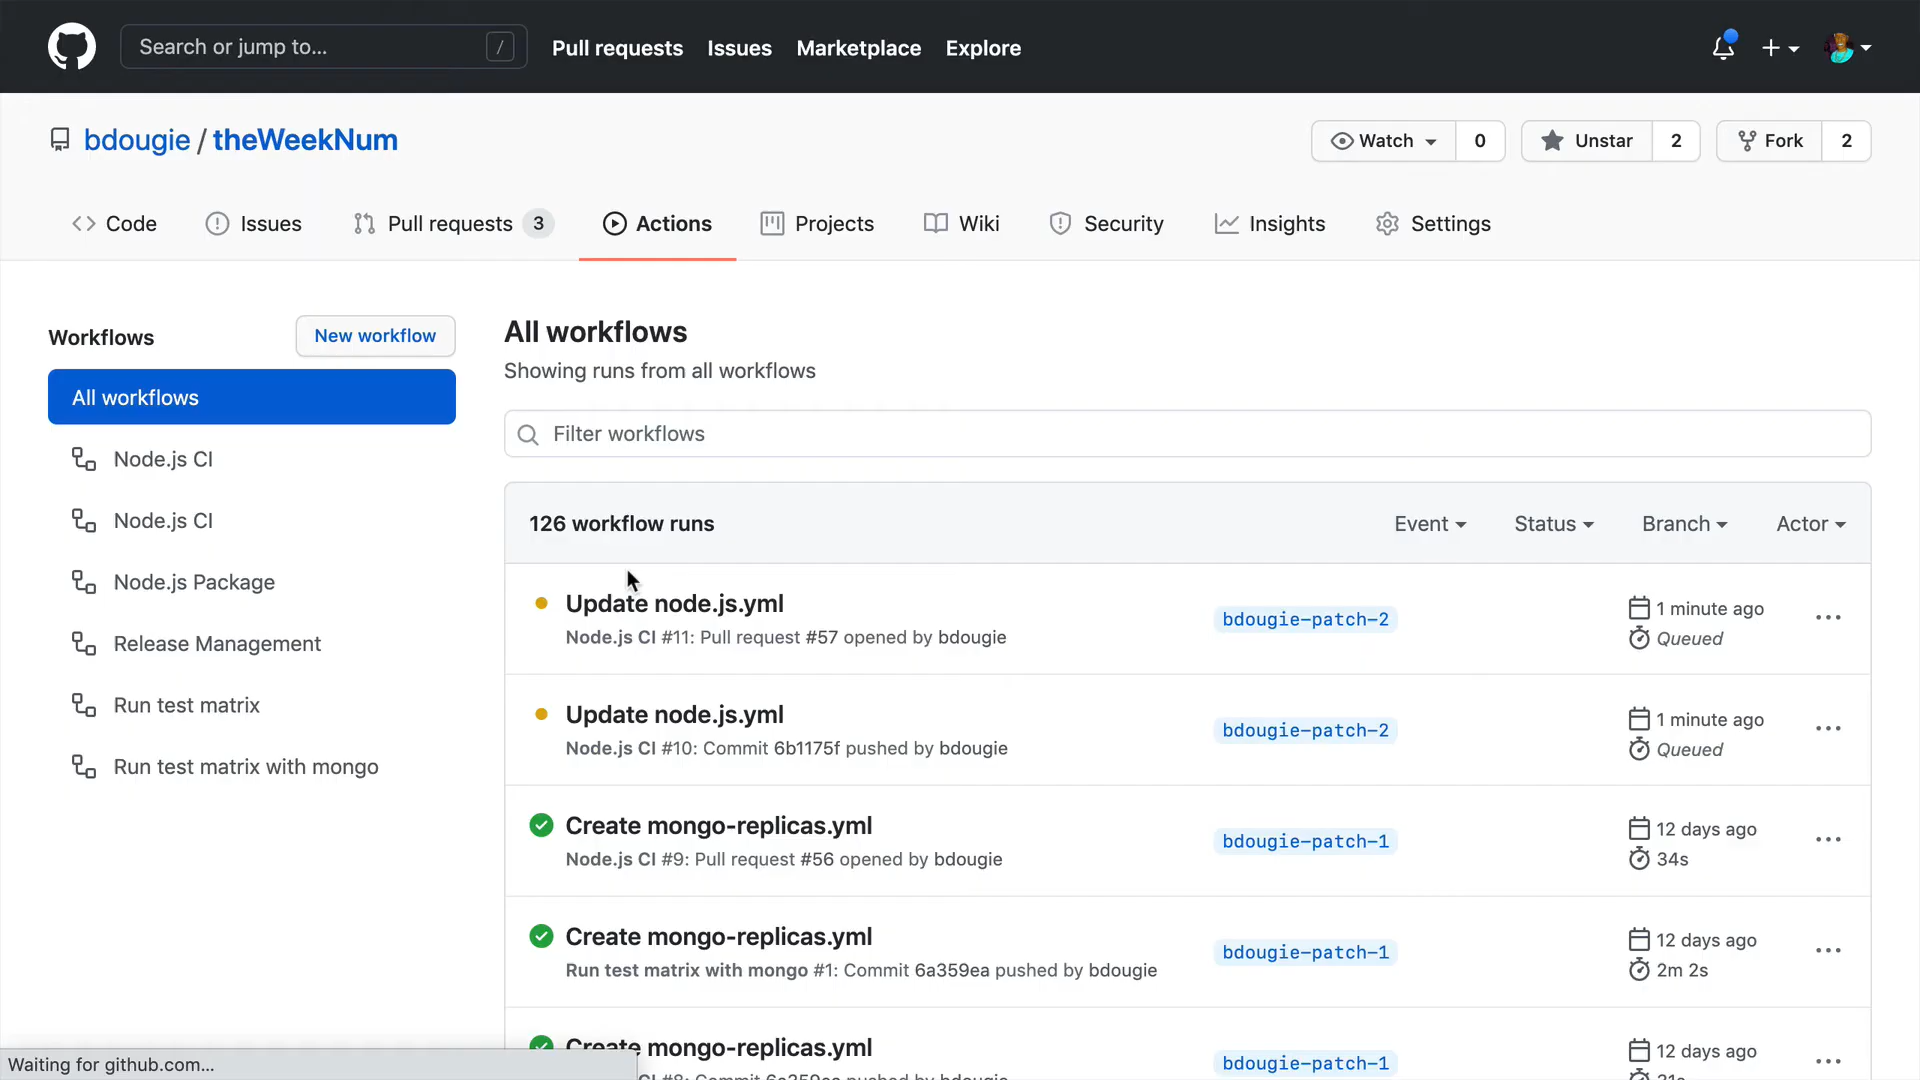 Search or jump to... /
Pull requests
Issues
Marketplace
Explore
bdougie / theWeekNum
Watch 0
Unstar 2
Fork 2
Code
Issues
Pull requests 3
Actions
Projects
Wiki
Security
Insights
Settings
Workflows
New workflow
All workflows
Node.js CI
Node.js CI
Node.js Package
Release Management
Run test matrix
Run test matrix with mongo
All workflows
Showing runs from all workflows
Filter workflows
126 workflow runs
Event
Status
Branch
Actor
Update node.js.yml
Node.js CI #11: Pull request #57 opened by bdougie
bdougie-patch-2
1 minute ago
Queued
Update node.js.yml
Node.js CI #10: Commit 6b1175f pushed by bdougie
bdougie-patch-2
1 minute ago
Queued
Create mongo-replicas.yml
Node.js CI #9: Pull request #56 opened by bdougie
bdougie-patch-1
12 days ago
34s
Create mongo-replicas.yml
Run test matrix with mongo #1: Commit 6a359ea pushed by bdougie
bdougie-patch-1
12 days ago
2m 2s
Create mongo-replicas.yml
CI #8: Commit 6a359ea pushed by bdougie
bdougie-patch-1
12 days ago
Waiting for github.com...